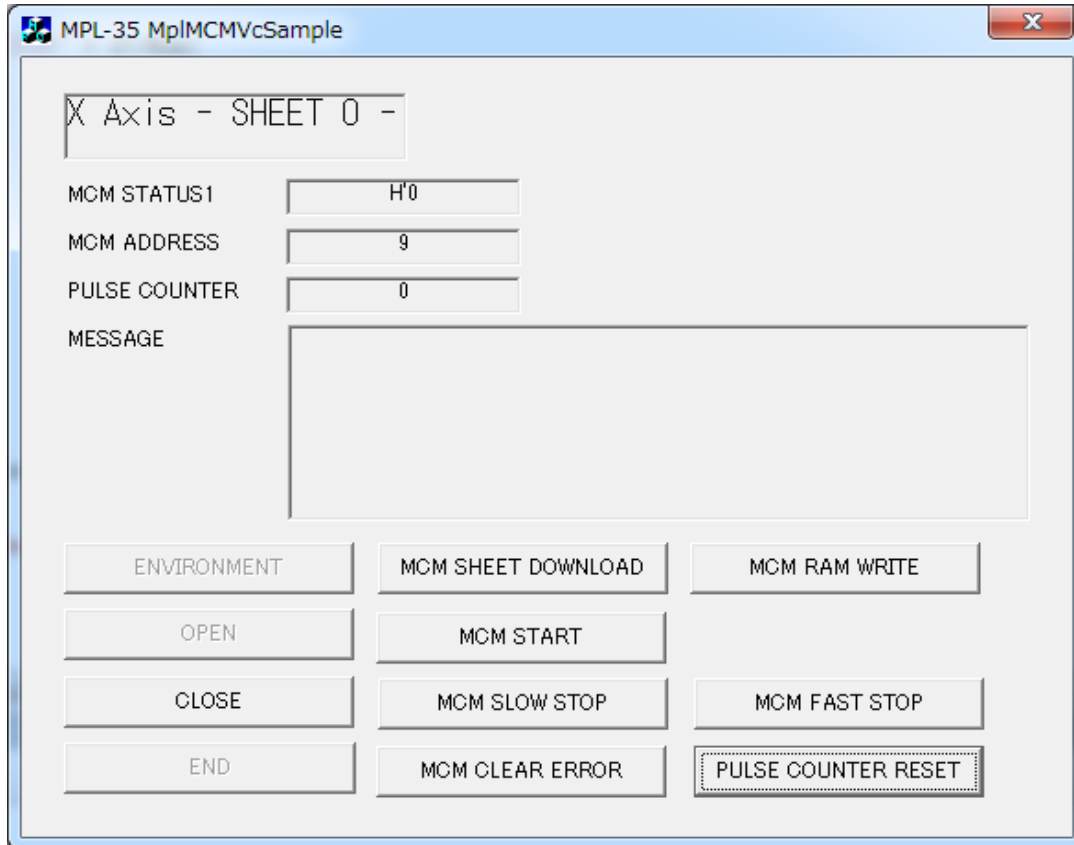 MPL-35 MplMCMVcSample
X Axis - SHEET 0 -
MCM STATUS1 H'0
MCM ADDRESS 9
PULSE COUNTER 0
MESSAGE
ENVIRONMENT MCM SHEET DOWNLOAD MCM RAM WRITE
OPEN MCM START
CLOSE MCM SLOW STOP MCM FAST STOP
END MCM CLEAR ERROR PULSE COUNTER RESET